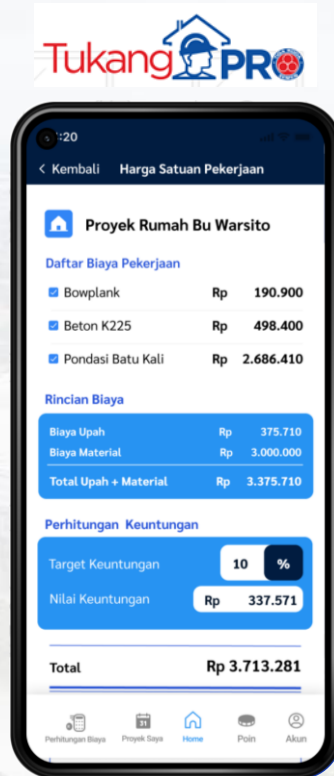 Tukang PRO
:20
< Kembali Harga Satuan Pekerjaan
Proyek Rumah Bu Warsito
Daftar Biaya Pekerjaan
Bowplank Rp 190.900
Beton K225 Rp 498.400
Pondasi Batu Kali Rp 2.686.410
Rincian Biaya
Biaya Upah Rp 375.710
Biaya Material Rp 3.000.000
Total Upah + Material Rp 3.375.710
Perhitungan Keuntungan
Target Keuntungan 10 %
Nilai Keuntungan Rp 337.571
Total Rp 3.713.281
31
Perhitungan Biaya Proyek Saya Home Poin Akun